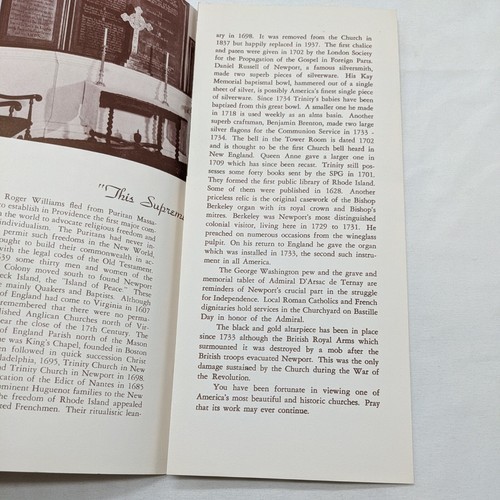 "This Supreme
Roger Williams fled from Puritan Massa-
to establish in Providence the first major com-
the world to advocate religious freedom and
The Puritans had never in-
permit such freedoms in the New World.
ought to build their commonwealth in ac-
with the legal codes of the Old Testament.
39 some thirty men and women of the
Colony moved south to found Newport
eck Island, the "Island of Peace." These
mainly Quakers and Baptists. Although
of England had come to Virginia in 1607
remembered that there were no perma-
blished Anglican Churches north of Vir-
near the close of the 17th Century. The
of England Parish north of the Mason
ne was King's Chapel, founded in Boston
followed in quick succession Christ
ladelphia, 1695, Trinity Church in New
nd Trinity Church in Newport in 1698.
cation of the Edict of Nantes in 1685
ominent Huguenot families to the New
the freedom of Rhode Island appealed
red Frenchmen. Their ritualistic lean-
ary in 1698. It was removed from the Church in
1837 but happily replaced in 1937. The first chalice
and paten were given in 1702 by the London Society
for the Propagation of the Gospel in Foreign Parts.
Daniel Russell of Newport, a famous silversmith,
made two superb pieces of silverware. His Kay
Memorial baptismal bowl, hammered out of a single
sheet of silver, is possibly America's finest single piece
of silverware. Since 1734 Trinity's babies have been
baptized from this great bowl. A smaller one he made
in 1718 is used weekly as an alms basin. Another
superb craftsman, Benjamin Brenton, made two large
silver flagons for the Communion Service in 1733 -
1734. The bell in the Tower Room is dated 1702
and is thought to be the first Church bell heard in
New England. Queen Anne gave a larger one in
1709 which has since been recast. Trinity still pos-
sesses some forty books sent by the SPG in 1701.
They formed the first public library of Rhode Island.
Some of them were published in 1628. Another
priceless relic is the original casework of the Bishop
Berkeley organ with its royal crown and Bishop's
mitres. Berkeley was Newport's most distinguished
colonial visitor, living here in 1729 to 1731. He
preached on numerous occasions from the wineglass
pulpit. On his return to England he gave the organ
which was installed in 1733, the second such instru-
ment in all America.
The George Washington pew and the grave and
memorial tablet of Admiral D'Arsac de Ternay are
reminders of Newport's crucial part in the struggle
for Independence. Local Roman Catholics and French
dignitaries hold services in the Churchyard on Bastille
Day in honor of the Admiral.
The black and gold altarpiece has been in place
since 1733 although the British Royal Arms which
surmounted it was destroyed by a mob after the
British troops evacuated Newport. This was the only
damage sustained by the Church during the War of
the Revolution.
You have been fortunate in viewing one of
America's most beautiful and historic churches. Pray
that its work may ever continue.